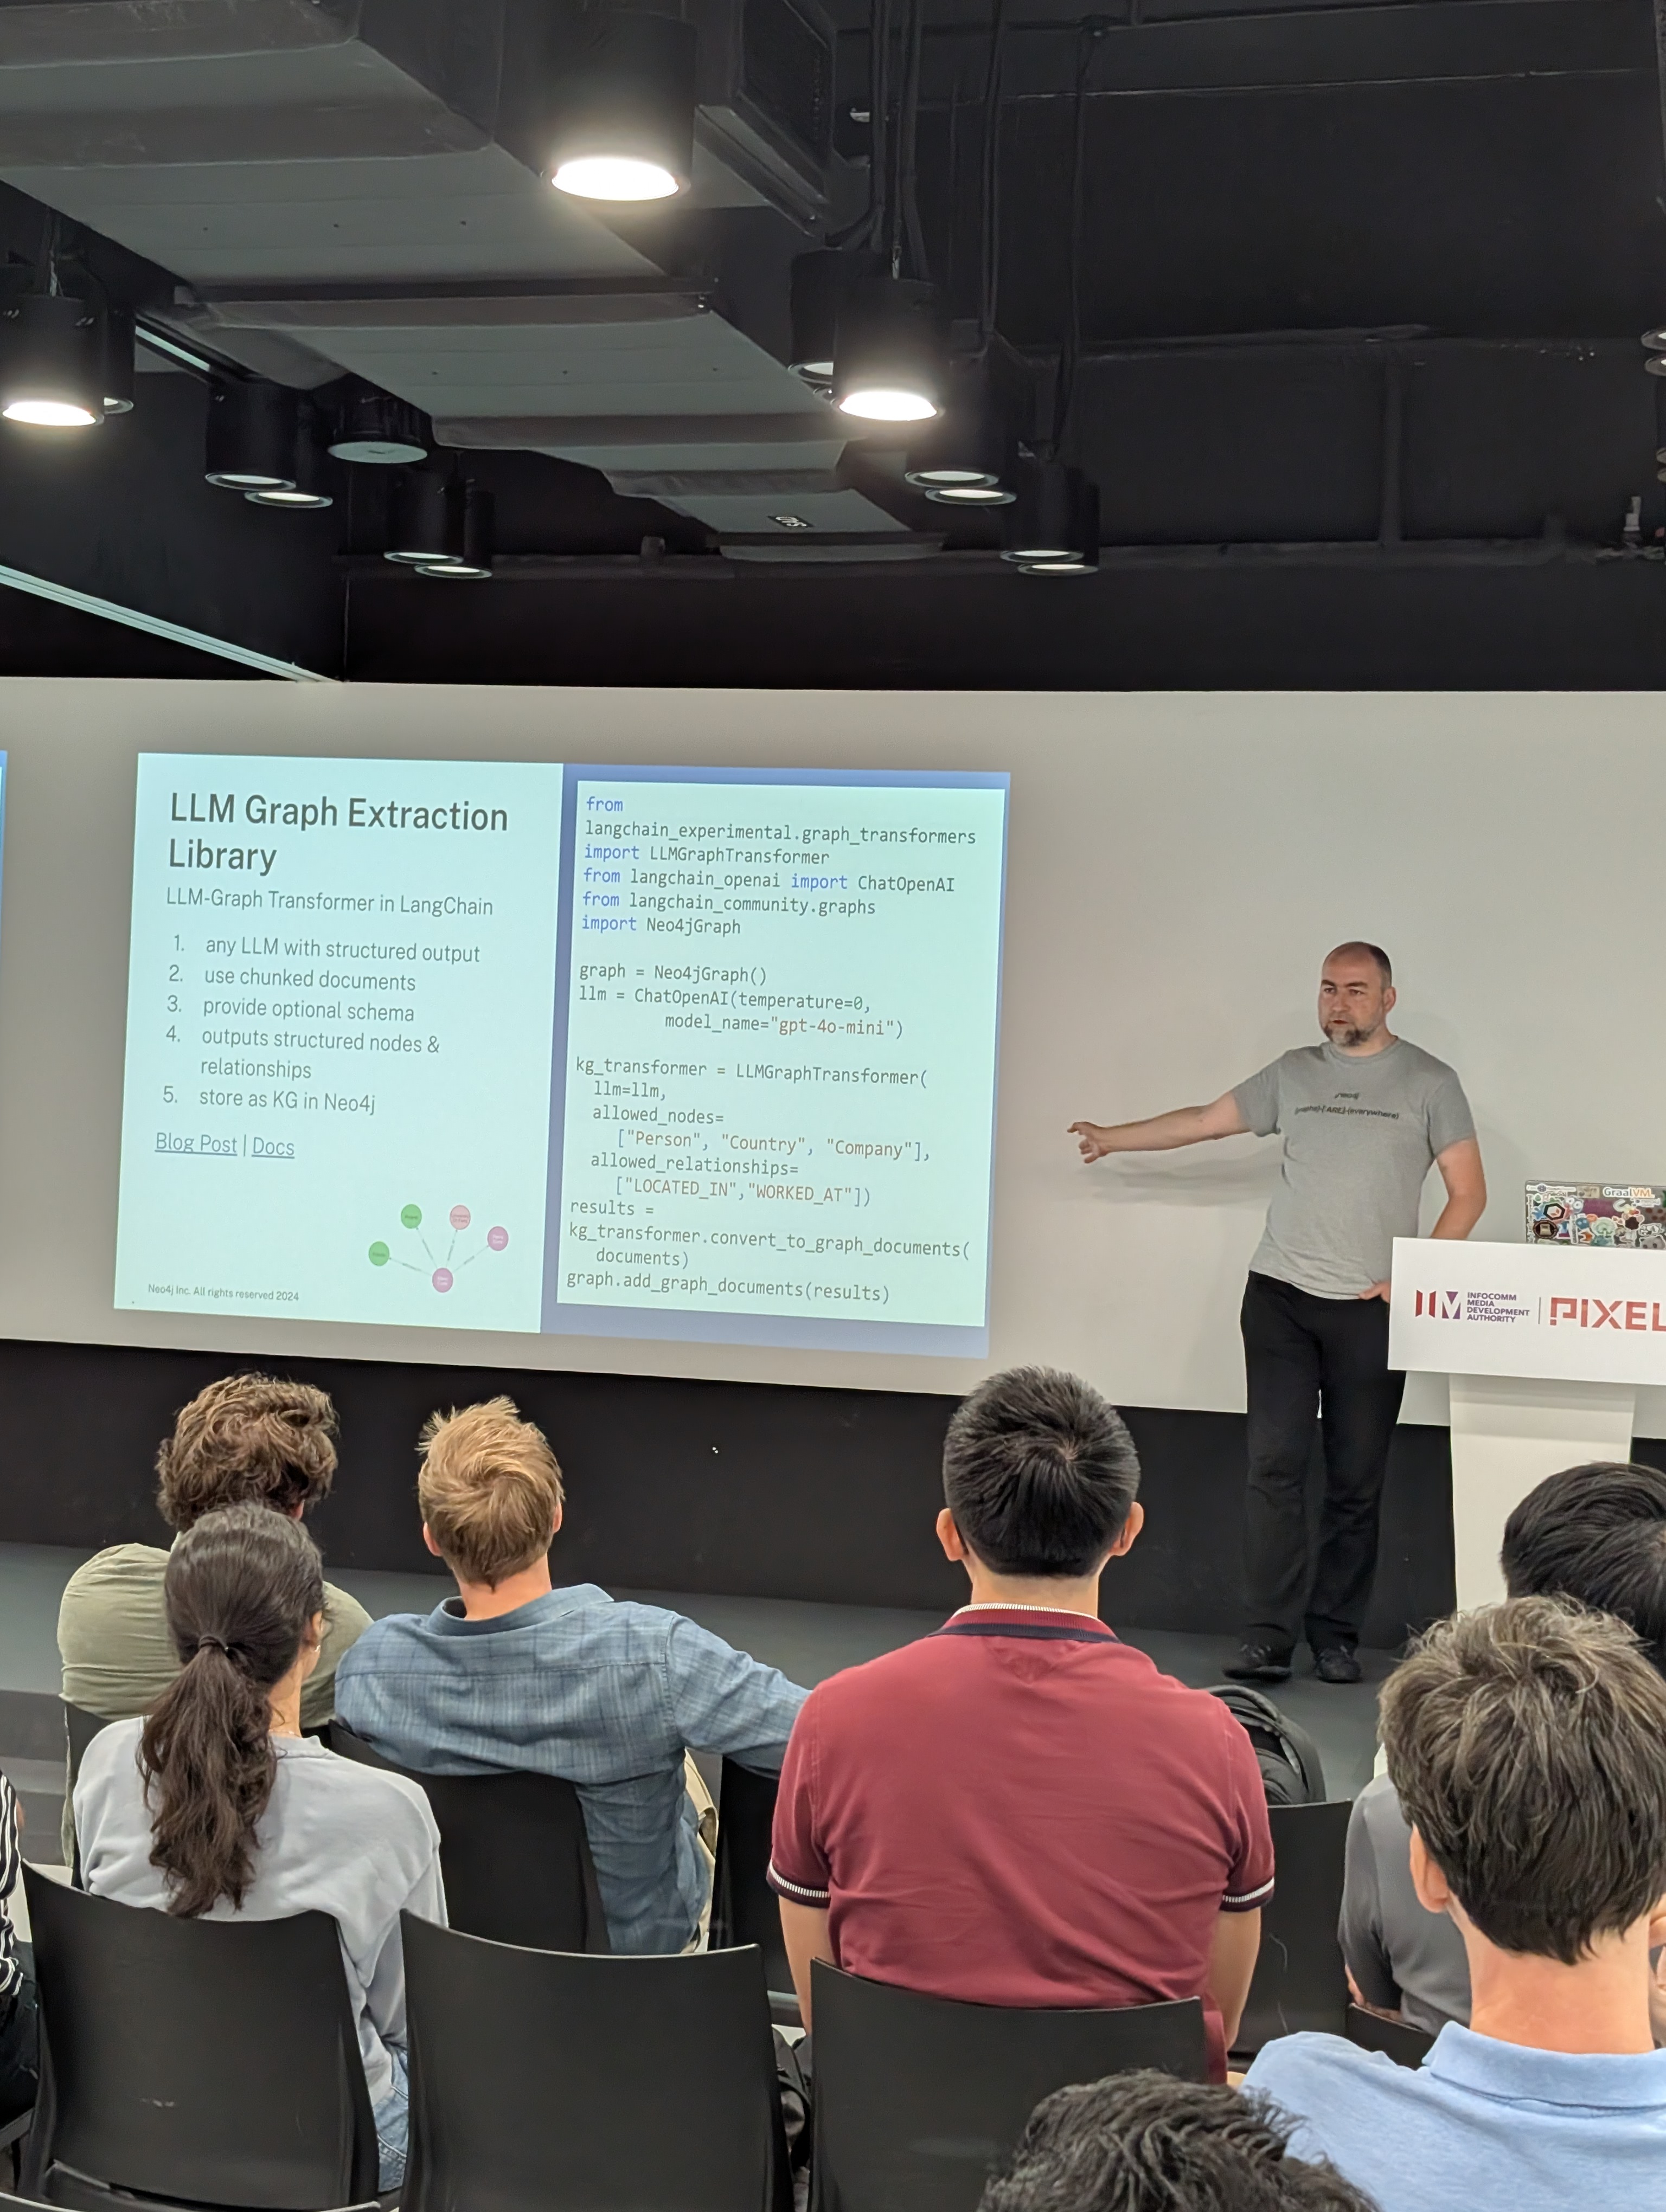 LLM Graph Extraction
Library
LLM-Graph Transformer in LangChain
1. any LLM with structured output
2. use chunked documents
3. provide optional schema
4. outputs structured nodes &
relationships
5. store as KG in Neo4j
Blog Post | Docs
Neo4j Inc. All rights reserved 2024
from
langchain_experimental.graph_transformers
import LLMGraphTransformer
from langchain_openai import ChatOpenAI
from langchain_community.graphs
import Neo4jGraph
graph = Neo4jGraph()
llm = ChatOpenAI(temperature=0,
model_name="gpt-4o-mini")
kg_transformer = LLMGraphTransformer(
llm=llm,
allowed_nodes=
["Person", "Country", "Company"],
allowed_relationships=
["LOCATED_IN","WORKED_AT"])
results =
kg_transformer.convert_to_graph_documents(
documents)
graph.add_graph_documents(results)
neo4j
(graphs)-[:ARE]-(everywhere)
GraalVM
INFOCOMM
MEDIA
DEVELOPMENT
AUTHORITY
PIXEL